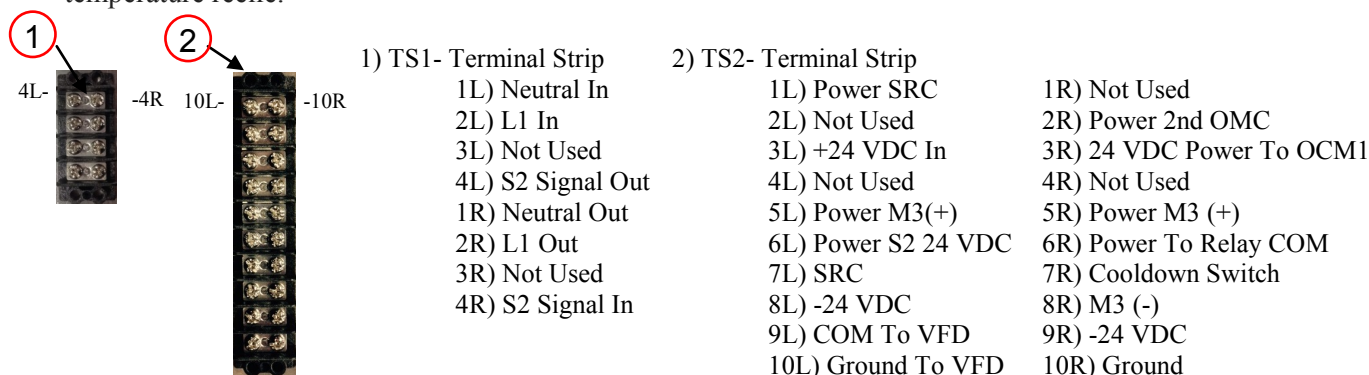 temperature
1
2
4L-
-4R
10L-
-10R
1) TS1- Terminal Strip
1L) Neutral In
2L) L1 In
3L) Not Used
4L) S2 Signal Out
1R) Neutral Out
2R) L1 Out
3R) Not Used
4R) S2 Signal In
2) TS2- Terminal Strip
1L) Power SRC
2L) Not Used
3L) +24 VDC In
4L) Not Used
5L) Power M3(+)
6L) Power S2 24 VDC
7L) SRC
8L) -24 VDC
9L) COM To VFD
10L) Ground To VFD
1R) Not Used
2R) Power 2nd OMC
3R) 24 VDC Power To OCM1
4R) Not Used
5R) Power M3 (+)
6R) Power To Relay COM
7R) Cooldown Switch
8R) M3 (-)
9R) -24 VDC
10R) Ground